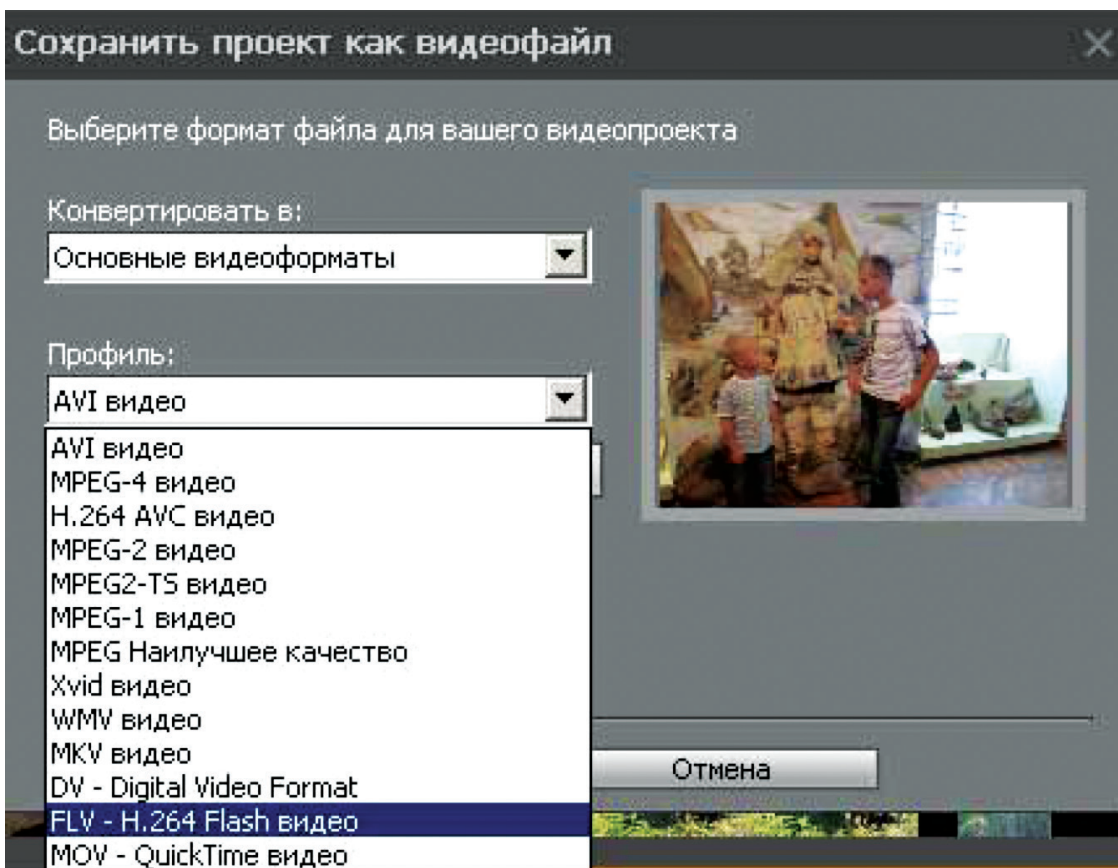 Сохранить проект как видеофайл
Выберите формат файла для вашего видеопроекта
Конвертировать в:
Основные видеоформаты
Профиль:
AVI видео
AVI видео
MPEG-4 видео
H.264 AVC видео
MPEG-2 видео
MPEG2-TS видео
MPEG-1 видео
MPEG Наилучшее качество
Xvid видео
WMV видео
MKV видео
DV - Digital Video Format
FLV - H.264 Flash видео
MOV - QuickTime видео
Отмена